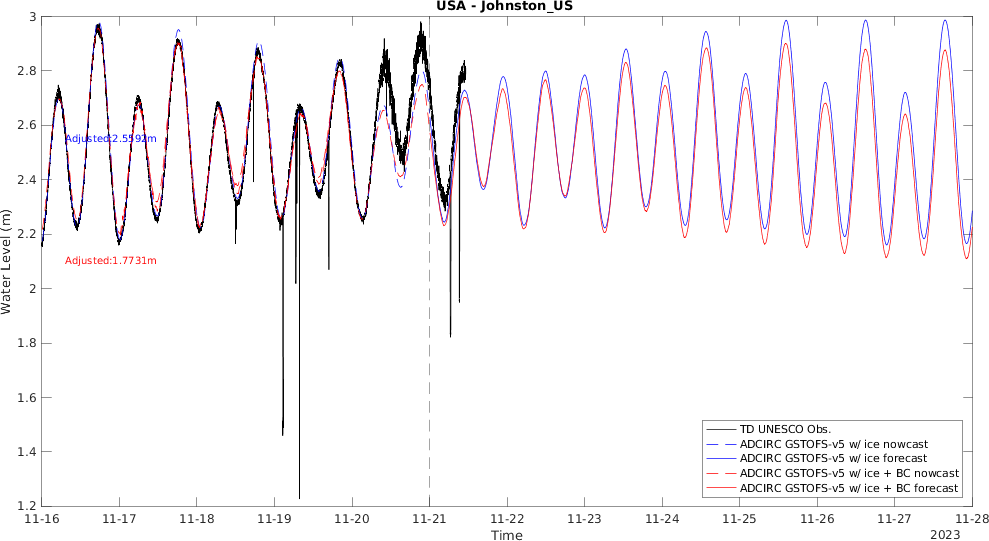 USA - Johnston_US
3
2.8
2.6
2.4
2.2
2
1.8
1.6
1.4
1.2
Water Level (m)
Adjusted:2.5592m
Adjusted:1.7731m
TD UNESCO Obs.
ADCIRC GSTOFS-v5 w/ ice nowcast
ADCIRC GSTOFS-v5 w/ ice forecast
ADCIRC GSTOFS-v5 w/ ice + BC nowcast
ADCIRC GSTOFS-v5 w/ ice + BC forecast
11-16 11-17 11-18 11-19 11-20 11-21 11-22 11-23 11-24 11-25 11-26 11-27 11-28
Time
2023